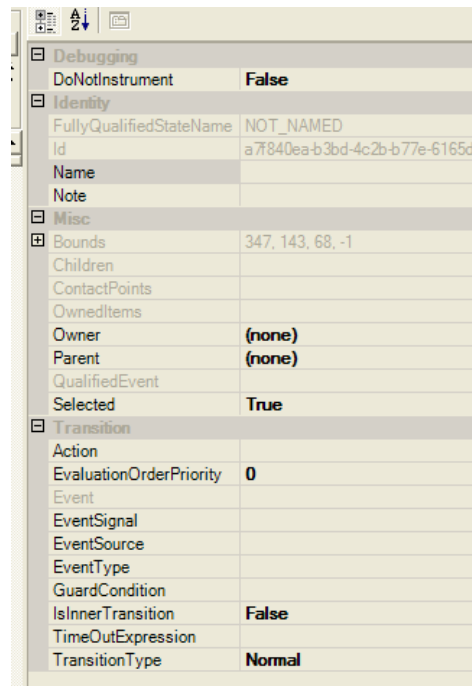 Debugging
DoNotInstrument False
Identity
FullyQualifiedStateName NOT_NAMED
Id a7f840ea-b3bd-4c2b-b77e-6165d
Name
Note
Misc
Bounds 347, 143, 68, -1
Children
ContactPoints
OwnedItems
Owner (none)
Parent (none)
QualifiedEvent
Selected True
Transition
Action
EvaluationOrderPriority 0
Event
EventSignal
EventSource
EventType
GuardCondition
IsInnerTransition False
TimeOutExpression
TransitionType Normal